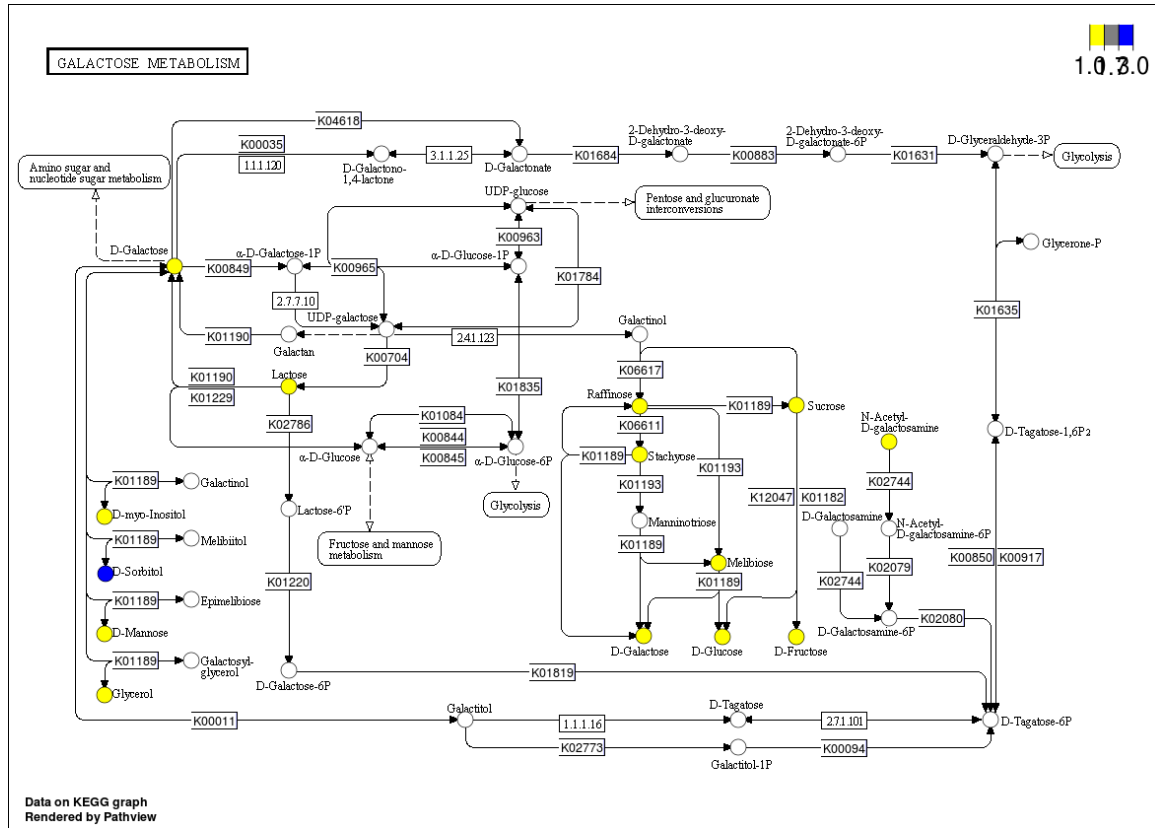 GALACTOSE METABOLISM
1.0
1.7
3.0
K04618
K00035
1.1.1.120
3.1.1.25
D-Galactono-
1,4-lactone
D-Galactonate
K01684
2-Dehydro-3-deoxy-
D-galactonate
K00883
2-Dehydro-3-deoxy-
D-galactonate-6P
K01631
D-Glyceraldehyde-3P
Glycolysis
Amino sugar and
nucleotide sugar metabolism
UDP-glucose
Pentose and glucuronate
interconversions
K00963
D-Galactose
K00849
α-D-Galactose-1P
K00965
α-D-Glucose-1P
K01784
Glycerone-P
2.7.7.10
UDP-galactose
K01635
K01190
Galactan
2.4.1.123
Galactinol
K00704
K01190
K01229
Lactose
K01835
K06617
K02786
Raffinose
K01189
Sucrose
K06611
N-Acetyl-
D-galactosamine
D-Tagatose-1,6P2
K01084
K00844
K00845
α-D-Glucose
α-D-Glucose-6P
K01189
Stachyose
K01193
K01193
K02744
K01189
Galactinol
D-myo-Inositol
Lactose-6'P
Glycolysis
Manninotriose
K12047
K01182
D-Galactosamine
N-Acetyl-
D-galactosamine-6P
K01189
Melibiitol
D-Sorbitol
Fructose and mannose
metabolism
K01189
Melibiose
K00850
K00917
K01220
K01189
K02744
K02079
K01189
Epimelibiose
D-Mannose
D-Galactosamine-6P
K02080
K01189
Galactosyl-
glycerol
Glycerol
D-Galactose-6P
D-Galactose
D-Glucose
D-Fructose
K01819
K00011
Galactitol
1.1.1.16
D-Tagatose
2.7.1.101
D-Tagatose-6P
K02773
Galactitol-1P
K00094
Data on KEGG graph
Rendered by Pathview